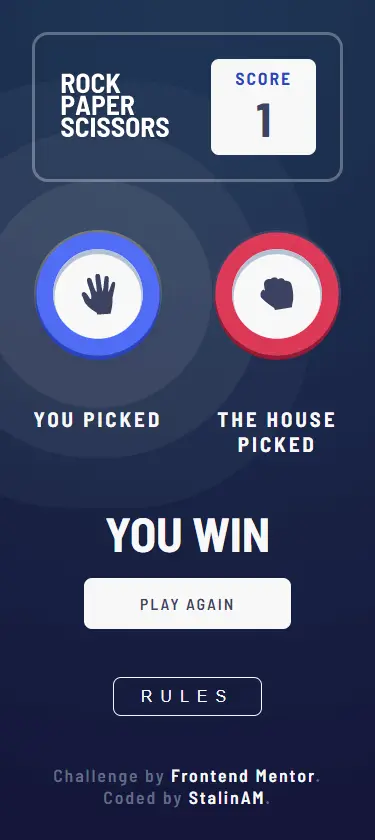 ROCK
PAPER
SCISSORS
SCORE
1
YOU PICKED
THE HOUSE
PICKED
YOU WIN
PLAY AGAIN
RULES
Challenge by Frontend Mentor.
Coded by StalinAM.